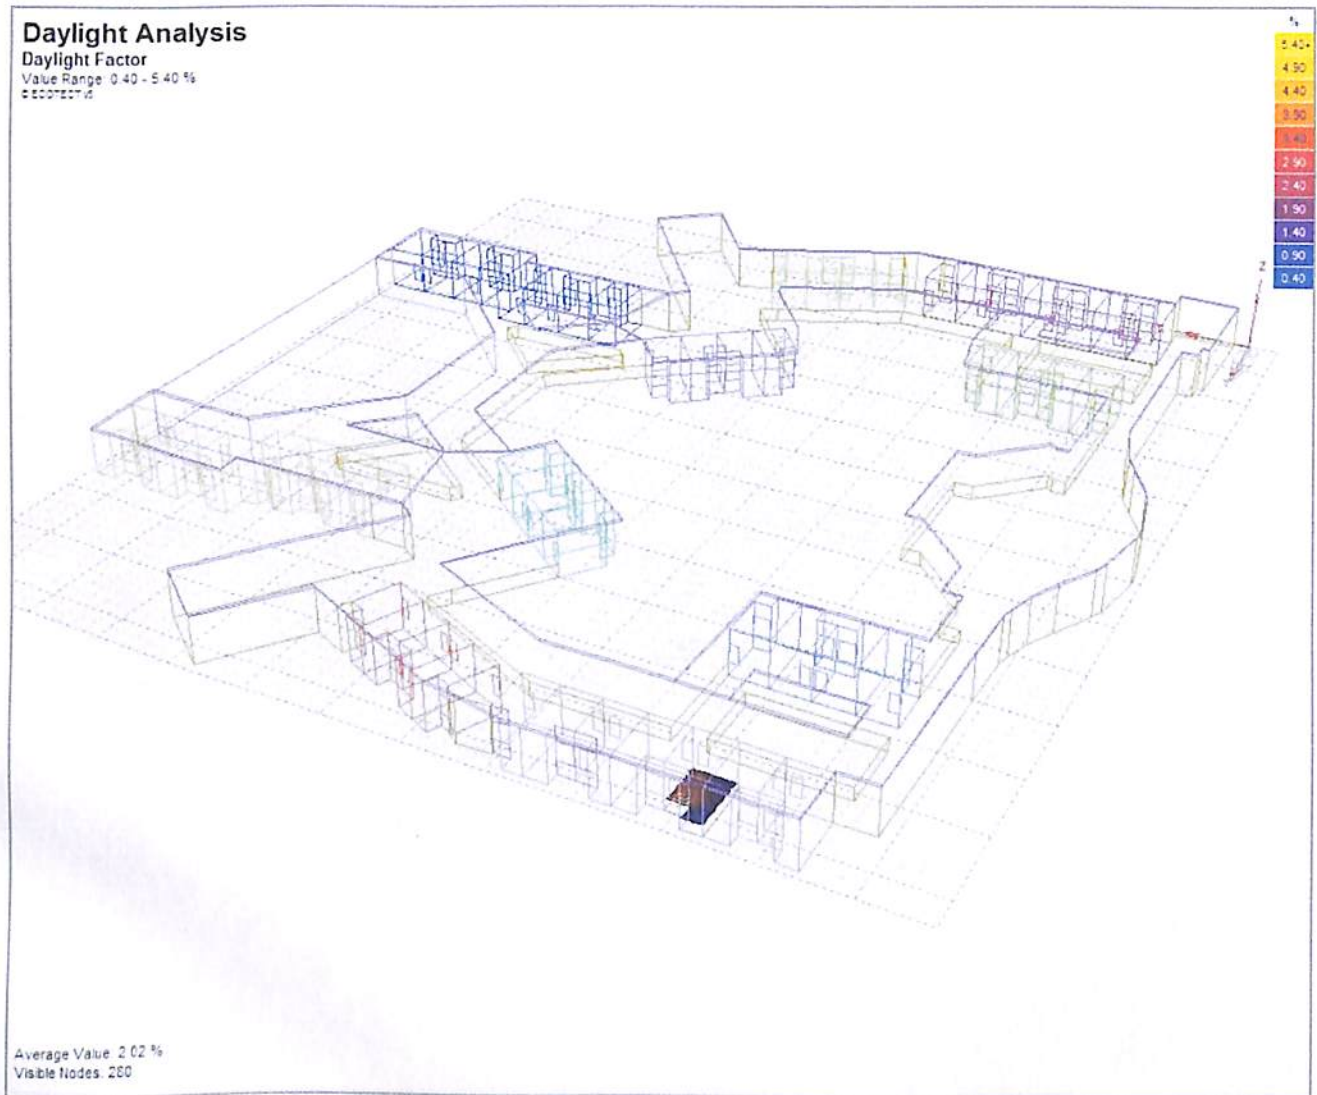 Daylight Analysis
Daylight Factor
Value Range: 0.40 - 5.40 %
© ECOTECT v5
%
5.40+
4.90
4.40
3.90
3.40
2.90
2.40
1.90
1.40
0.90
0.40
Z
Average Value: 2.02 %
Visible Nodes: 280